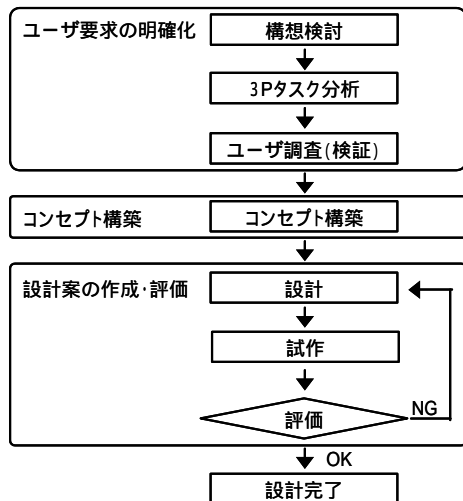 ユーザ要求の明確化
構想検討
3Pタスク分析
ユーザ調査(検証)
コンセプト構築
コンセプト構築
設計案の作成·評価
設計
試作
評価
NG
OK
設計完了